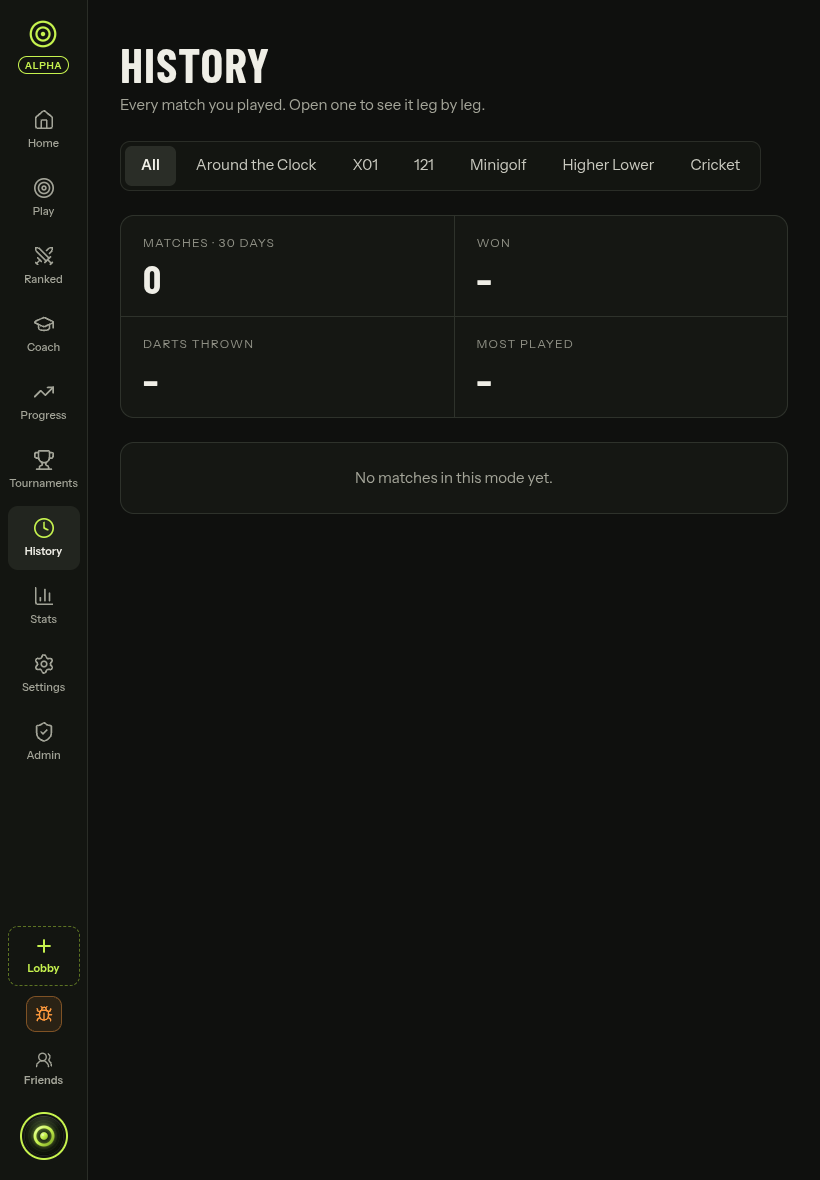 ALPHA
Home
Play
Ranked
Coach
Progress
Tournaments
History
Stats
Settings
Admin
Lobby
Friends
HISTORY
Every match you played. Open one to see it leg by leg.
All Around the Clock X01 121 Minigolf Higher Lower Cricket
MATCHES · 30 DAYS
0
WON
–
DARTS THROWN
–
MOST PLAYED
–
No matches in this mode yet.